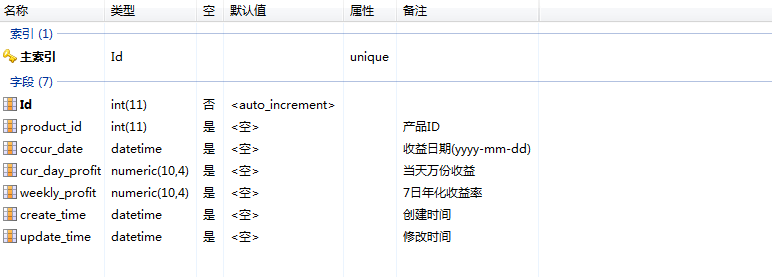 名称 类型 空 默认值 属性 备注
索引 (1)
主索引 Id unique
字段 (7)
Id int(11) 否 <auto_increment>
product_id int(11) 是 <空> 产品ID
occur_date datetime 是 <空> 收益日期(yyyy-mm-dd)
cur_day_profit numeric(10,4) 是 <空> 当天万份收益
weekly_profit numeric(10,4) 是 <空> 7日年化收益率
create_time datetime 是 <空> 创建时间
update_time datetime 是 <空> 修改时间